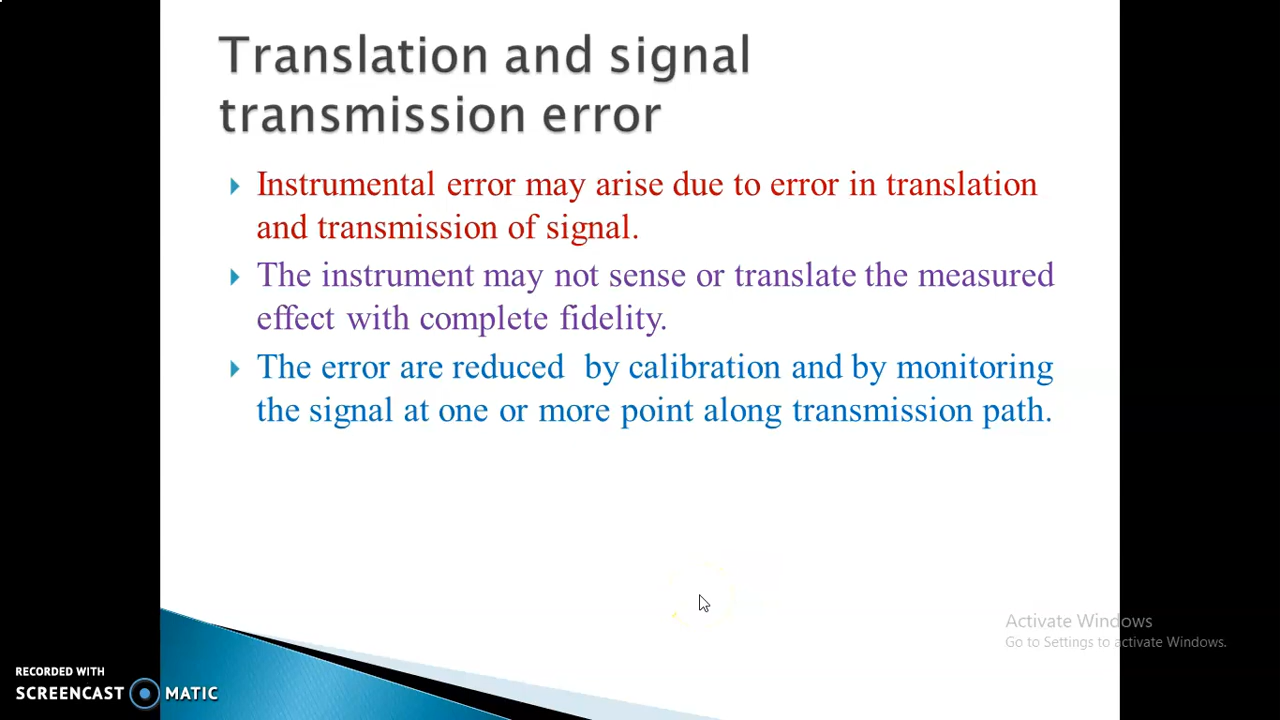 Translation and signal
transmission error
Instrumental error may arise due to error in translation
and transmission of signal.
The instrument may not sense or translate the measured
effect with complete fidelity.
The error are reduced  by calibration and by monitoring
the signal at one or more point along transmission path.
Activate Windows
Go to Settings to activate Windows.
RECORDED WITH
SCREENCAST MATIC